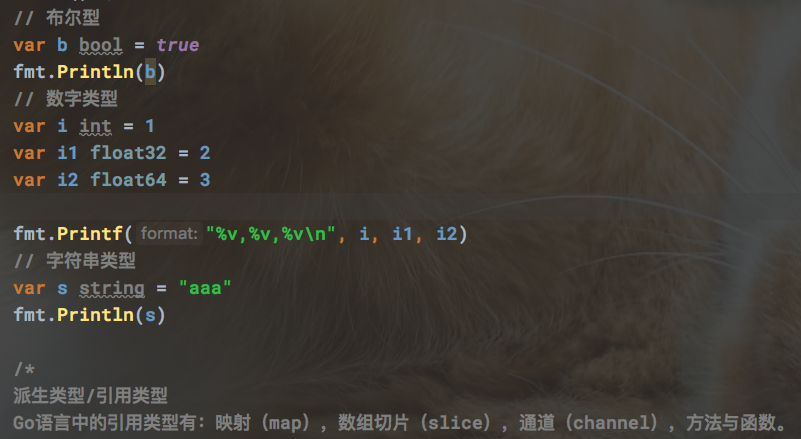 // 布尔型
var b bool = true
fmt.Println(b)
// 数字类型
var i int = 1
var i1 float32 = 2
var i2 float64 = 3
fmt.Printf( format: "%v,%v,%v\n", i, i1, i2)
// 字符串类型
var s string = "aaa"
fmt.Println(s)
/*
派生类型/引用类型
Go语言中的引用类型有：映射（map），数组切片（slice），通道（channel），方法与函数。